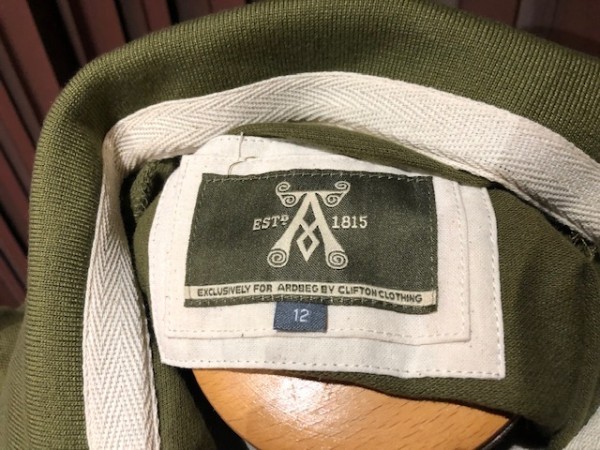 ESTD A 1815
EXCLUSIVELY FOR ARDBEG BY CLIFTON CLOTHING
12